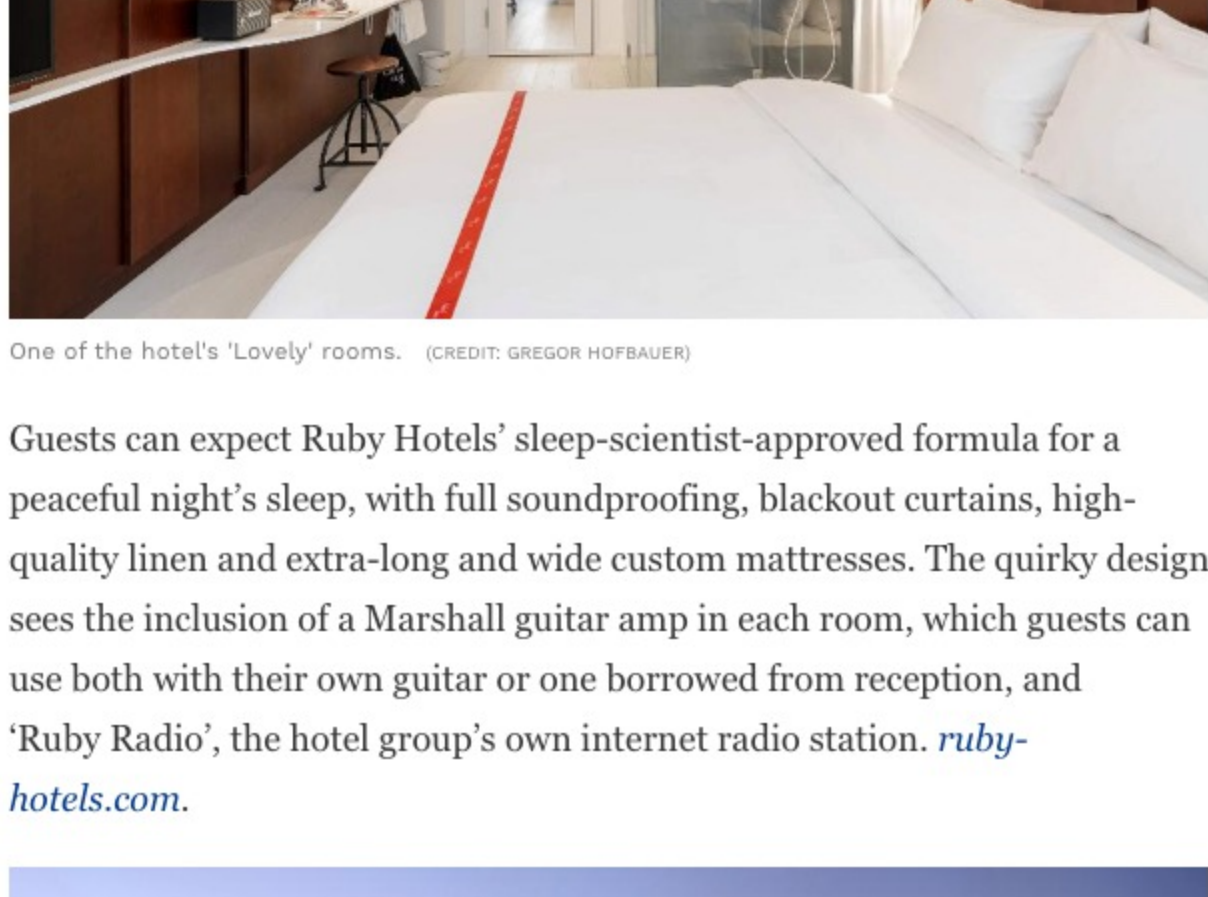 One of the hotel's 'Lovely' rooms. (CREDIT: GREGOR HOFBAUER)
Guests can expect Ruby Hotels’ sleep-scientist-approved formula for a
peaceful night’s sleep, with full soundproofing, blackout curtains, high-
quality linen and extra-long and wide custom mattresses. The quirky design
sees the inclusion of a Marshall guitar amp in each room, which guests can
use both with their own guitar or one borrowed from reception, and
‘Ruby Radio’, the hotel group’s own internet radio station. ruby-
hotels.com.